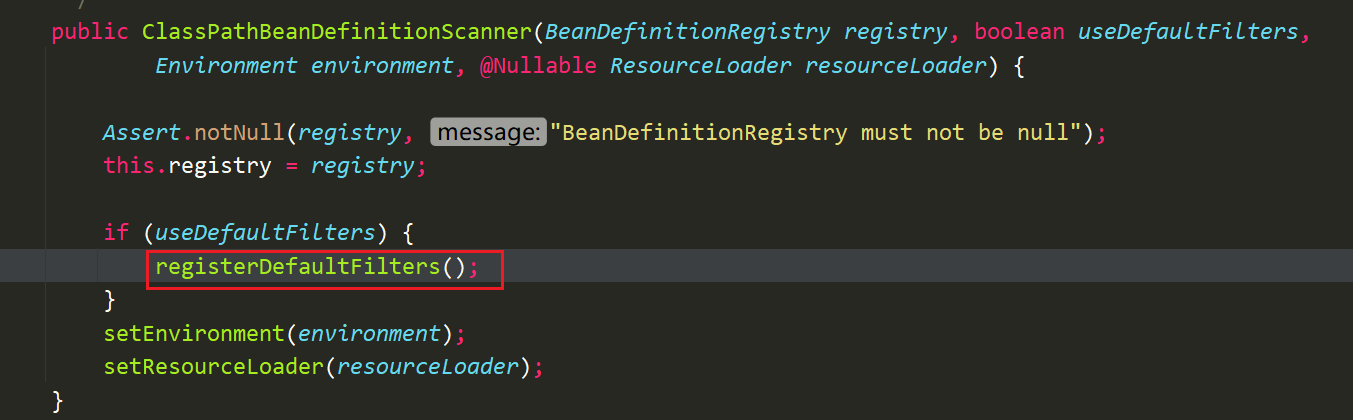 /
public ClassPathBeanDefinitionScanner(BeanDefinitionRegistry registry, boolean useDefaultFilters,
Environment environment, @Nullable ResourceLoader resourceLoader) {
Assert.notNull(registry, message: "BeanDefinitionRegistry must not be null");
this.registry = registry;
if (useDefaultFilters) {
registerDefaultFilters();
}
setEnvironment(environment);
setResourceLoader(resourceLoader);
}